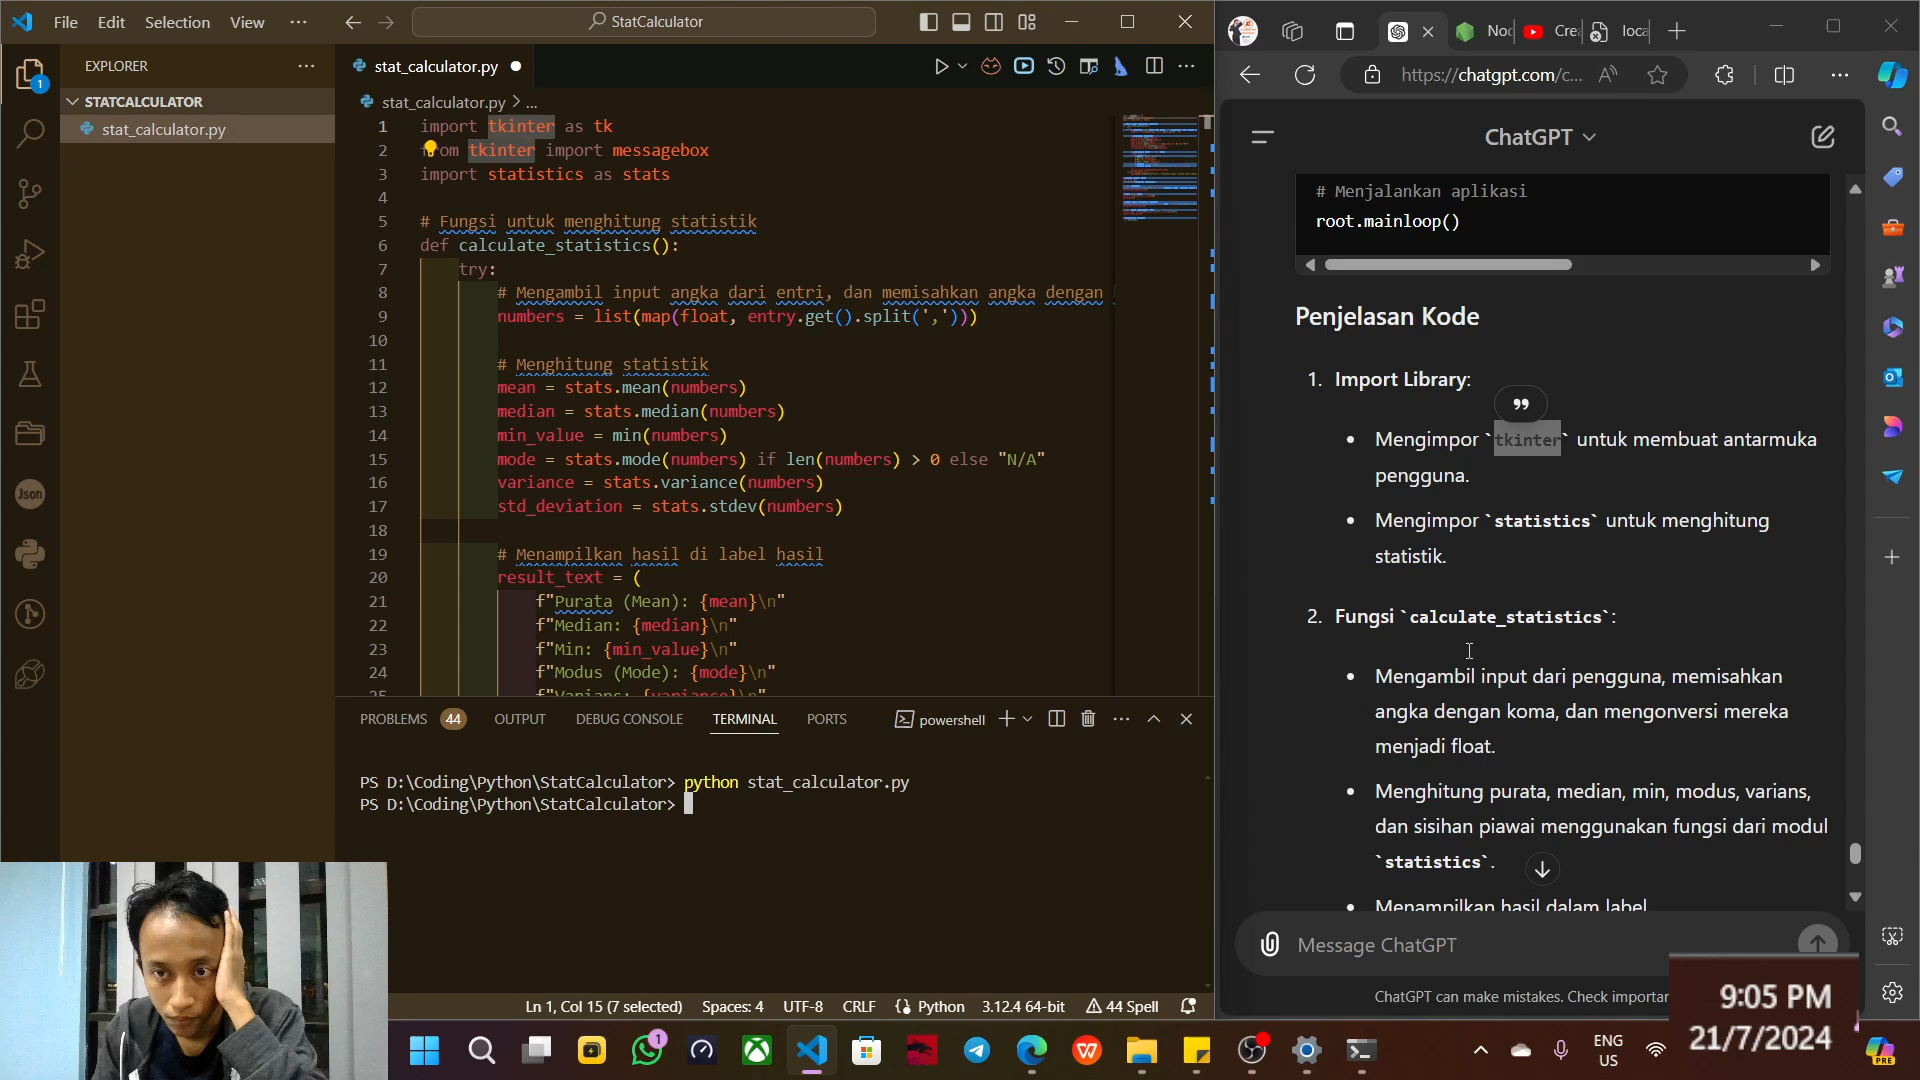 File Edit Selection View ···
StatCalculator
EXPLORER ···
STATCALCULATOR
stat_calculator.py
1
Json
stat_calculator.py
stat_calculator.py > ...
1 import tkinter as tk
2 from tkinter import messagebox
3 import statistics as stats
4
5 # Fungsi untuk menghitung statistik
6 def calculate_statistics():
7 try:
8 # Mengambil input angka dari entri, dan memisahkan angka dengan
9 numbers = list(map(float, entry.get().split(',')))
10
11 # Menghitung statistik
12 mean = stats.mean(numbers)
13 median = stats.median(numbers)
14 min_value = min(numbers)
15 mode = stats.mode(numbers) if len(numbers) > 0 else "N/A"
16 variance = stats.variance(numbers)
17 std_deviation = stats.stdev(numbers)
18
19 # Menampilkan hasil di label hasil
20 result_text = (
21 f"Purata (Mean): {mean}\n"
22 f"Median: {median}\n"
23 f"Min: {min_value}\n"
24 f"Modus (Mode): {mode}\n"
25 f"Varians: {variance}\n"
PROBLEMS 44 OUTPUT DEBUG CONSOLE TERMINAL PORTS powershell
PS D:\Coding\Python\StatCalculator> python stat_calculator.py
PS D:\Coding\Python\StatCalculator>
Ln 1, Col 15 (7 selected) Spaces: 4 UTF-8 CRLF Python 3.12.4 64-bit 44 Spell
Noc Crea loca
https://chatgpt.com/c...
ChatGPT
# Menjalankan aplikasi
root.mainloop()
Penjelasan Kode
1. Import Library:
• Mengimpor `tkinter` untuk membuat antarmuka
pengguna.
• Mengimpor `statistics` untuk menghitung
statistik.
2. Fungsi `calculate_statistics`:
• Mengambil input dari pengguna, memisahkan
angka dengan koma, dan mengonversi mereka
menjadi float.
• Menghitung purata, median, min, modus, varians,
dan sisihan piawai menggunakan fungsi dari modul
`statistics`.
• Menampilkan hasil dalam label
Message ChatGPT
ChatGPT can make mistakes. Check importan
1
ENG
US
9:05 PM
21/7/2024
PRE